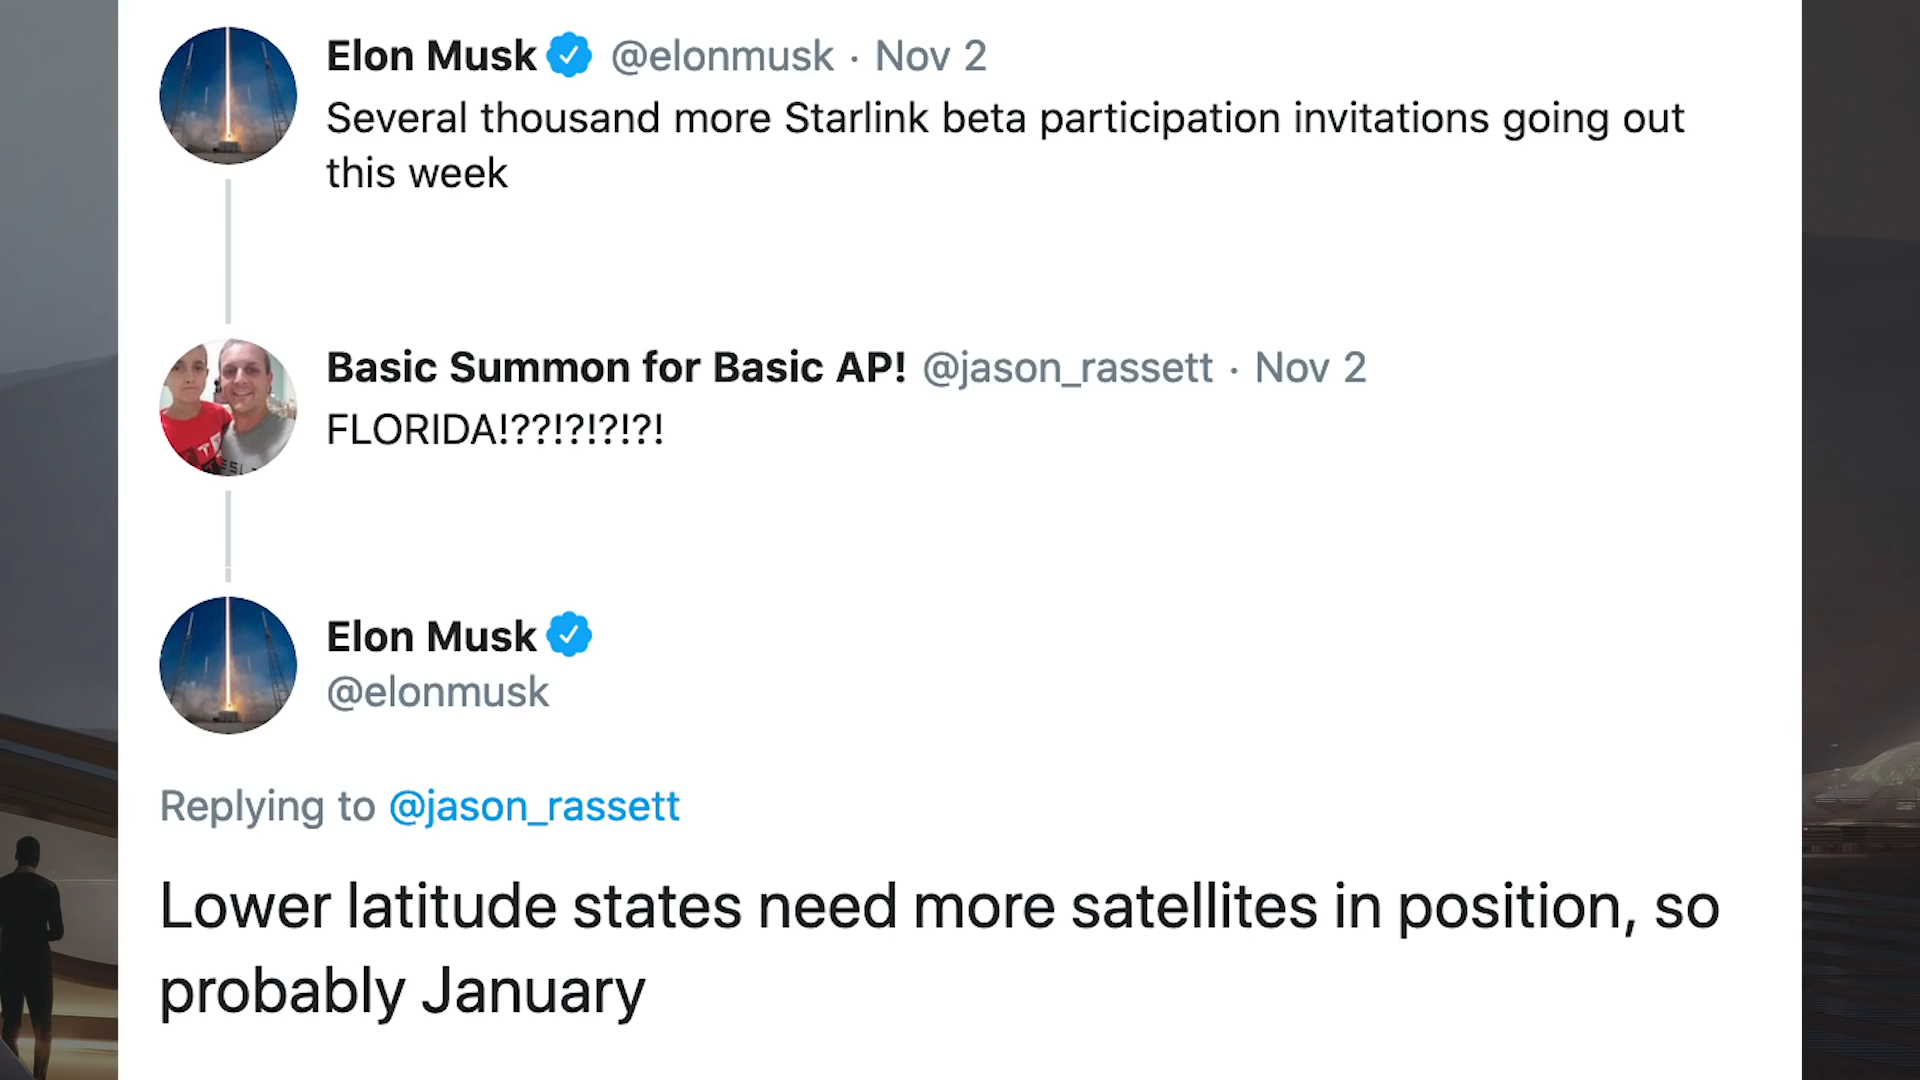 Elon Musk @elonmusk · Nov 2
Several thousand more Starlink beta participation invitations going out
this week
Basic Summon for Basic AP! @jason_rassett · Nov 2
FLORIDA!??!?!?!?!
Elon Musk
@elonmusk
Replying to @jason_rassett
Lower latitude states need more satellites in position, so
probably January